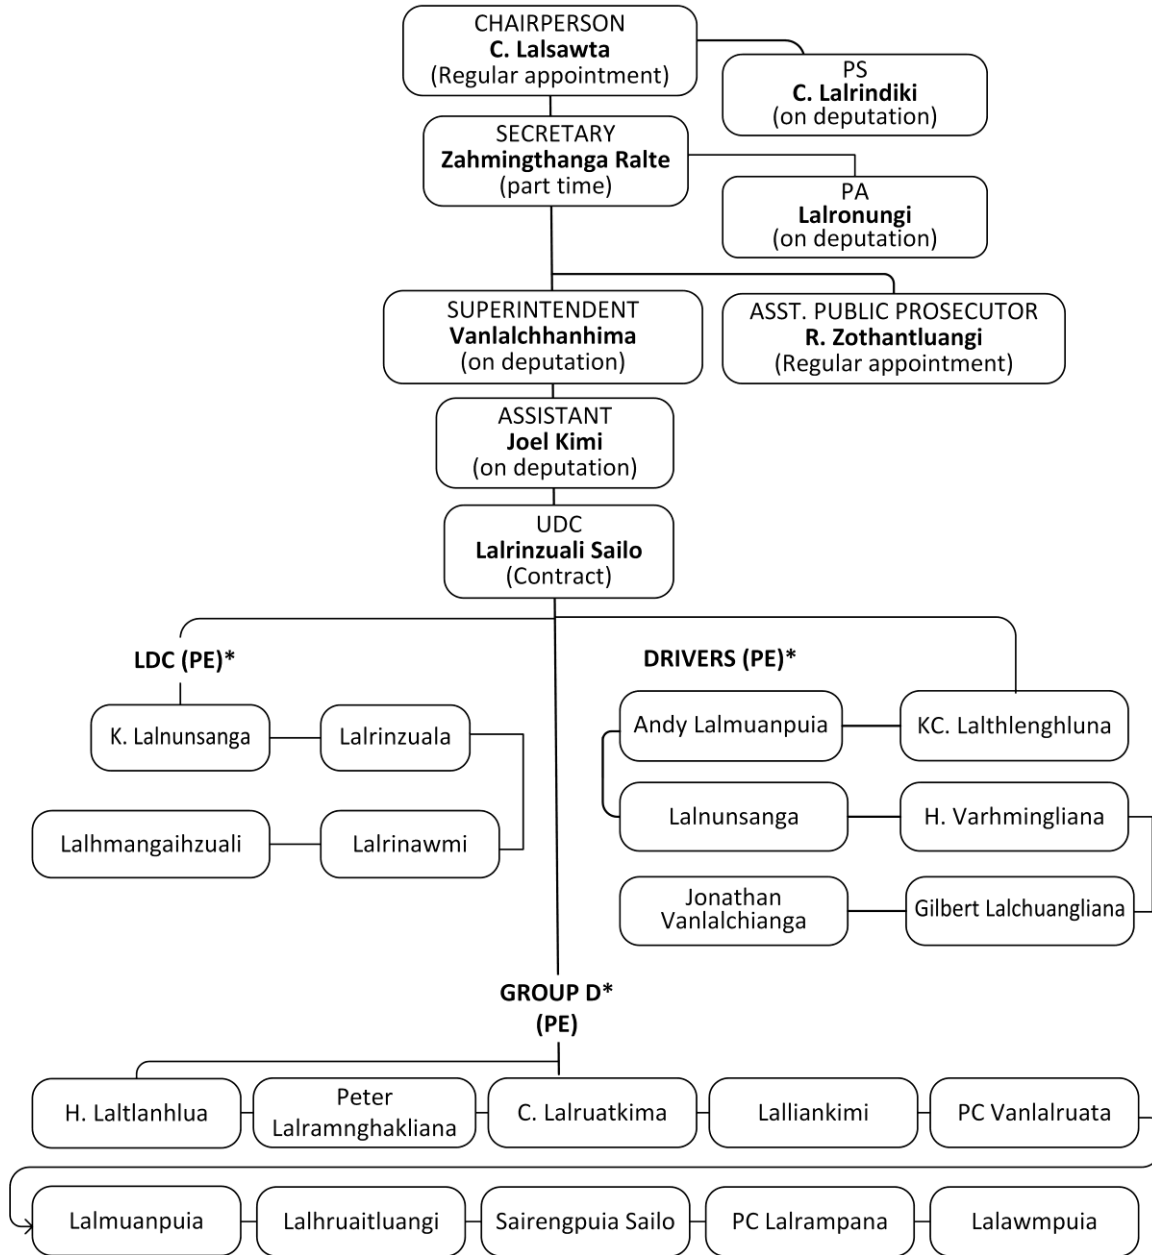 CHAIRPERSON
C. Lalsawta
(Regular appointment)
PS
C. Lalrindiki
(on deputation)
SECRETARY
Zahmingthanga Ralte
(part time)
PA
Lalronungi
(on deputation)
SUPERINTENDENT
Vanlalchhanhima
(on deputation)
ASST. PUBLIC PROSECUTOR
R. Zothantluangi
(Regular appointment)
ASSISTANT
Joel Kimi
(on deputation)
UDC
Lalrinzuali Sailo
(Contract)
LDC (PE)*
K. Lalnunsanga
Lalrinzuala
Lalhmangaihzuali
Lalrinawmi
DRIVERS (PE)*
Andy Lalmuanpuia
KC. Lalthlenghluna
Lalnunsanga
H. Varhmingliana
Jonathan
Vanlalchianga
Gilbert Lalchuangliana
GROUP D*
(PE)
H. Laltlanhlua
Peter
Lalramnghakliana
C. Lalruatkima
Lalliankimi
PC Vanlalruata
Lalmuanpuia
Lalhruaitluangi
Sairengpuia Sailo
PC Lalrampana
Lalawmpuia